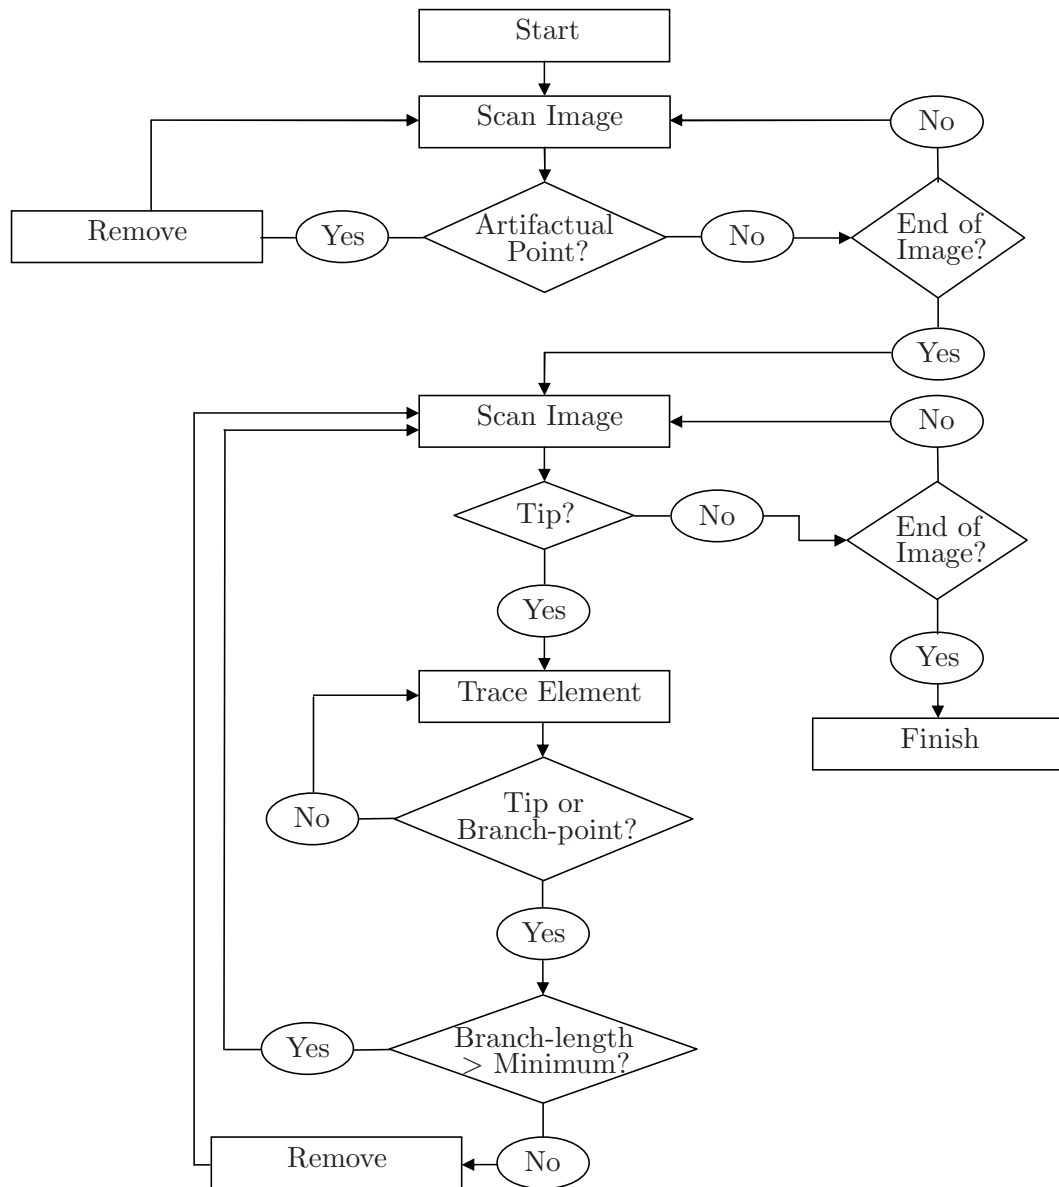 Start
Scan Image
No
Remove
Yes
Artifactual
Point?
No
End of
Image?
Yes
Scan Image
No
Tip?
No
End of
Image?
Yes
Yes
Trace Element
Finish
No
Tip or
Branch-point?
Yes
Yes
Branch-length
> Minimum?
Remove
No